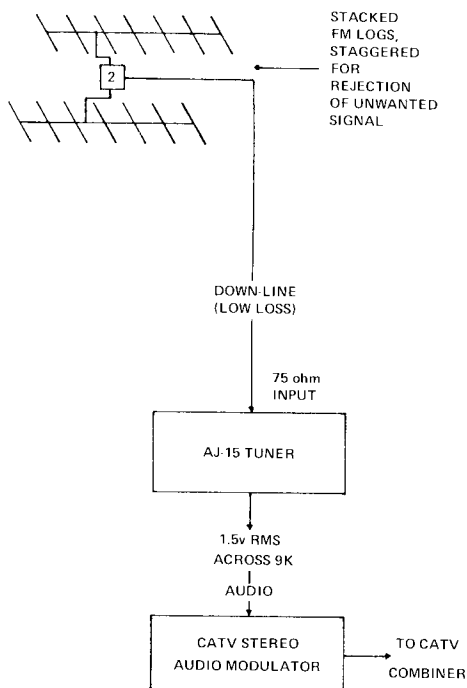 STACKED
FM LOGS,
STAGGERED
FOR
REJECTION
OF UNWANTED
SIGNAL
2
DOWN-LINE
(LOW LOSS)
75 ohm
INPUT
AJ-15 TUNER
1.5v RMS
ACROSS 9K
AUDIO
CATV STEREO
AUDIO MODULATOR
TO CATV
COMBINER